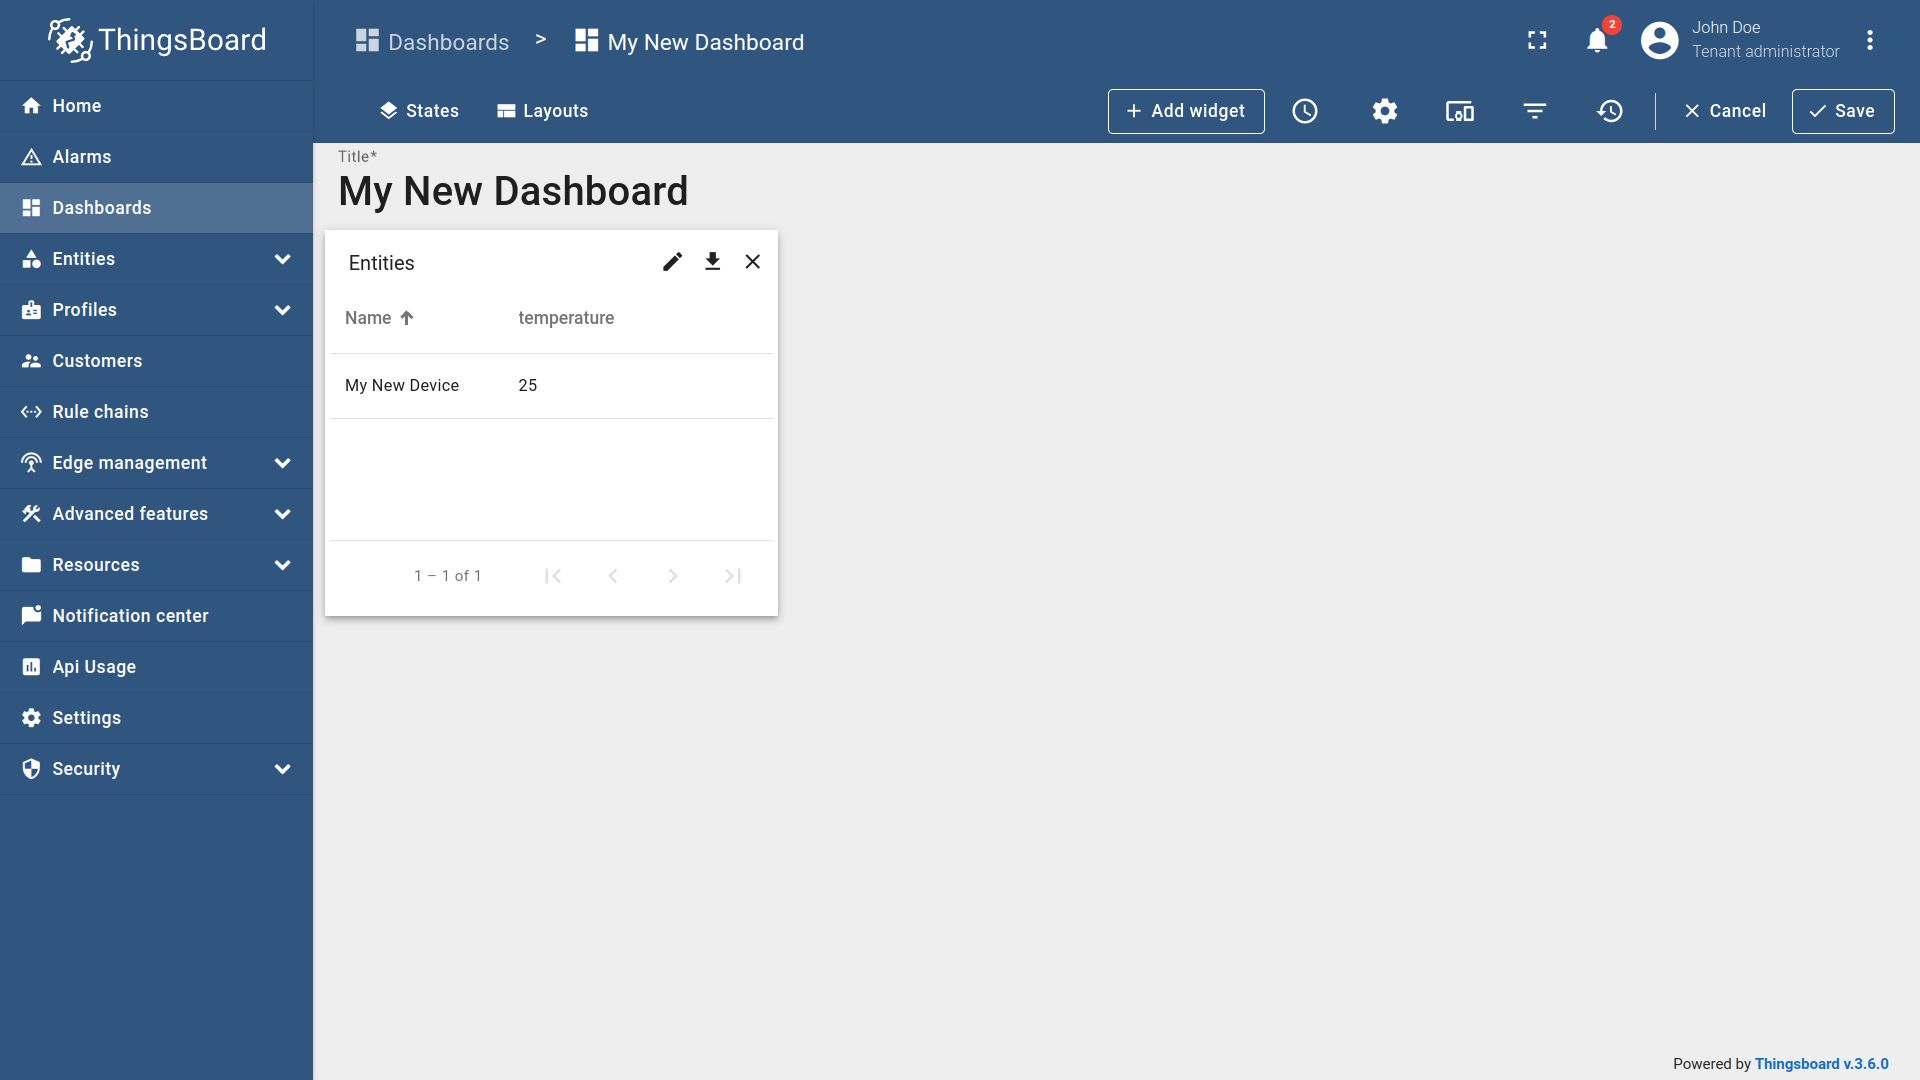 ThingsBoard
Dashboards > My New Dashboard
2
John Doe
Tenant administrator
Home
Alarms
Dashboards
Entities
Profiles
Customers
Rule chains
Edge management
Advanced features
Resources
Notification center
Api Usage
Settings
Security
States Layouts
+ Add widget
Cancel
Save
Title*
My New Dashboard
Entities
Name temperature
My New Device 25
1 – 1 of 1
Powered by Thingsboard v.3.6.0